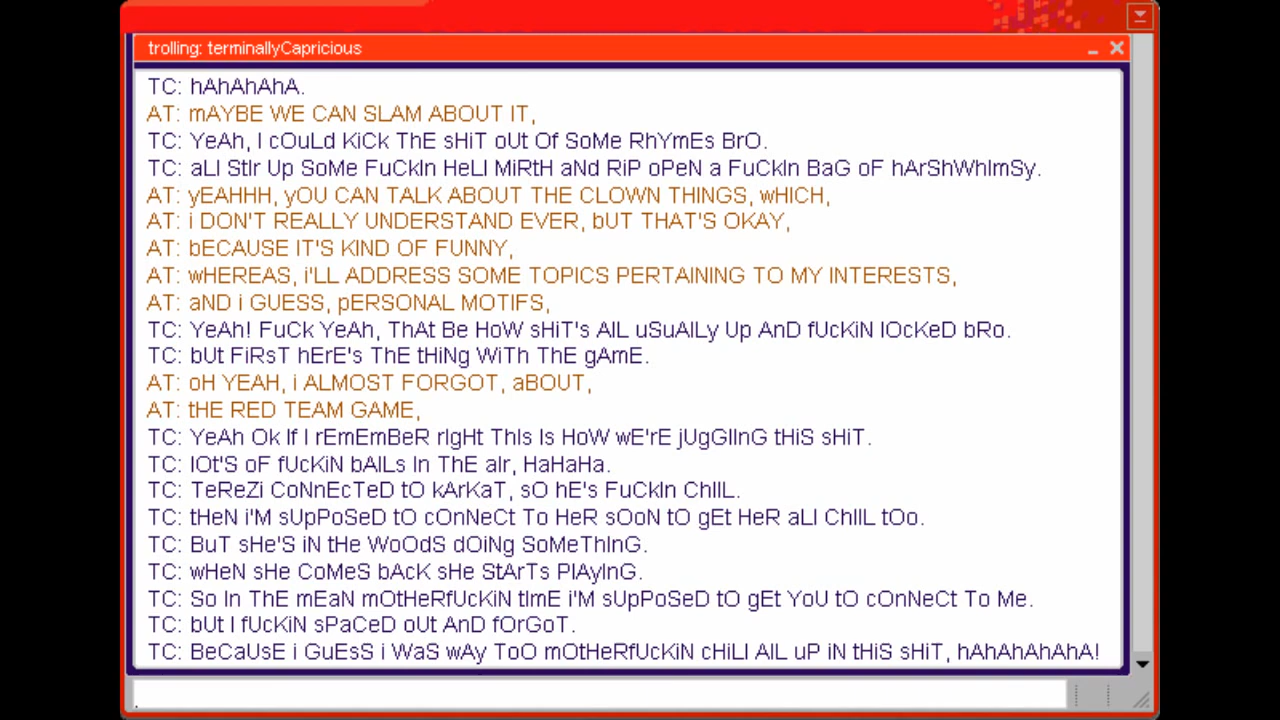 trolling: terminallyCapricious
TC: hAhAhAhA.
AT: mAYBE WE CAN SLAM ABOUT IT,
TC: YeAh, I cOuLd KiCk ThE sHiT oUt Of SoMe RhYmEs BrO.
TC: aLl StIr Up SoMe FuCkIn HeLl MiRtH aNd RiP oPeN a FuCkIn BaG oF hArShWhImSy.
AT: yEAHHH, yOU CAN TALK ABOUT THE CLOWN THINGS, wHICH,
AT: i DON'T REALLY UNDERSTAND EVER, bUT THAT'S OKAY,
AT: bECAUSE IT'S KIND OF FUNNY,
AT: wHEREAS, i'LL ADDRESS SOME TOPICS PERTAINING TO MY INTERESTS,
AT: aND i GUESS, pERSONAL MOTIFS,
TC: YeAh! FuCk YeAh, ThAt Be HoW sHiT's AlL uSuAlLy Up AnD fUcKiN lOcKeD bRo.
TC: bUt FiRsT hErE's ThE tHiNg WiTh ThE gAmE.
AT: oH YEAH, i ALMOST FORGOT, aBOUT,
AT: tHE RED TEAM GAME,
TC: YeAh Ok If I rEmEmBeR rIgHt ThIs Is HoW wE'rE jUgGlInG tHiS sHiT.
TC: lOt'S oF fUcKiN bAlLs In ThE aIr, HaHaHa.
TC: TeReZi CoNnEcTeD tO kArKaT, sO hE's FuCkIn ChIlL.
TC: tHeN i'M sUpPoSeD tO cOnNeCt To HeR sOoN tO gEt HeR aLl ChIlL tOo.
TC: BuT sHe'S iN tHe WoOdS dOiNg SoMeThInG.
TC: wHeN sHe CoMeS bAcK sHe StArTs PlAyInG.
TC: So In ThE mEaN mOtHeRfUcKiN tImE i'M sUpPoSeD tO gEt YoU tO cOnNeCt To Me.
TC: bUt I fUcKiN sPaCeD oUt AnD fOrGoT.
TC: BeCaUsE i GuEsS i WaS wAy ToO mOtHeRfUcKiN cHiLl AlL uP iN tHiS sHiT, hAhAhAhAhA!